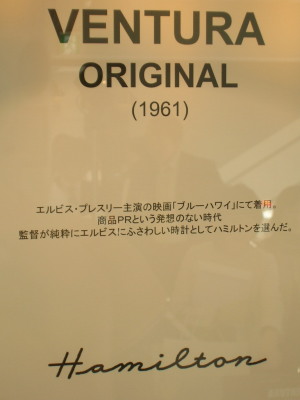 VENTURA
ORIGINAL
(1961)
エルビス・プレスリー主演の映画「ブルーハワイ」にて着用。
商品PRという発想のない時代
監督が純粋にエルビスにふさわしい時計としてハミルトンを選んだ。
Hamilton